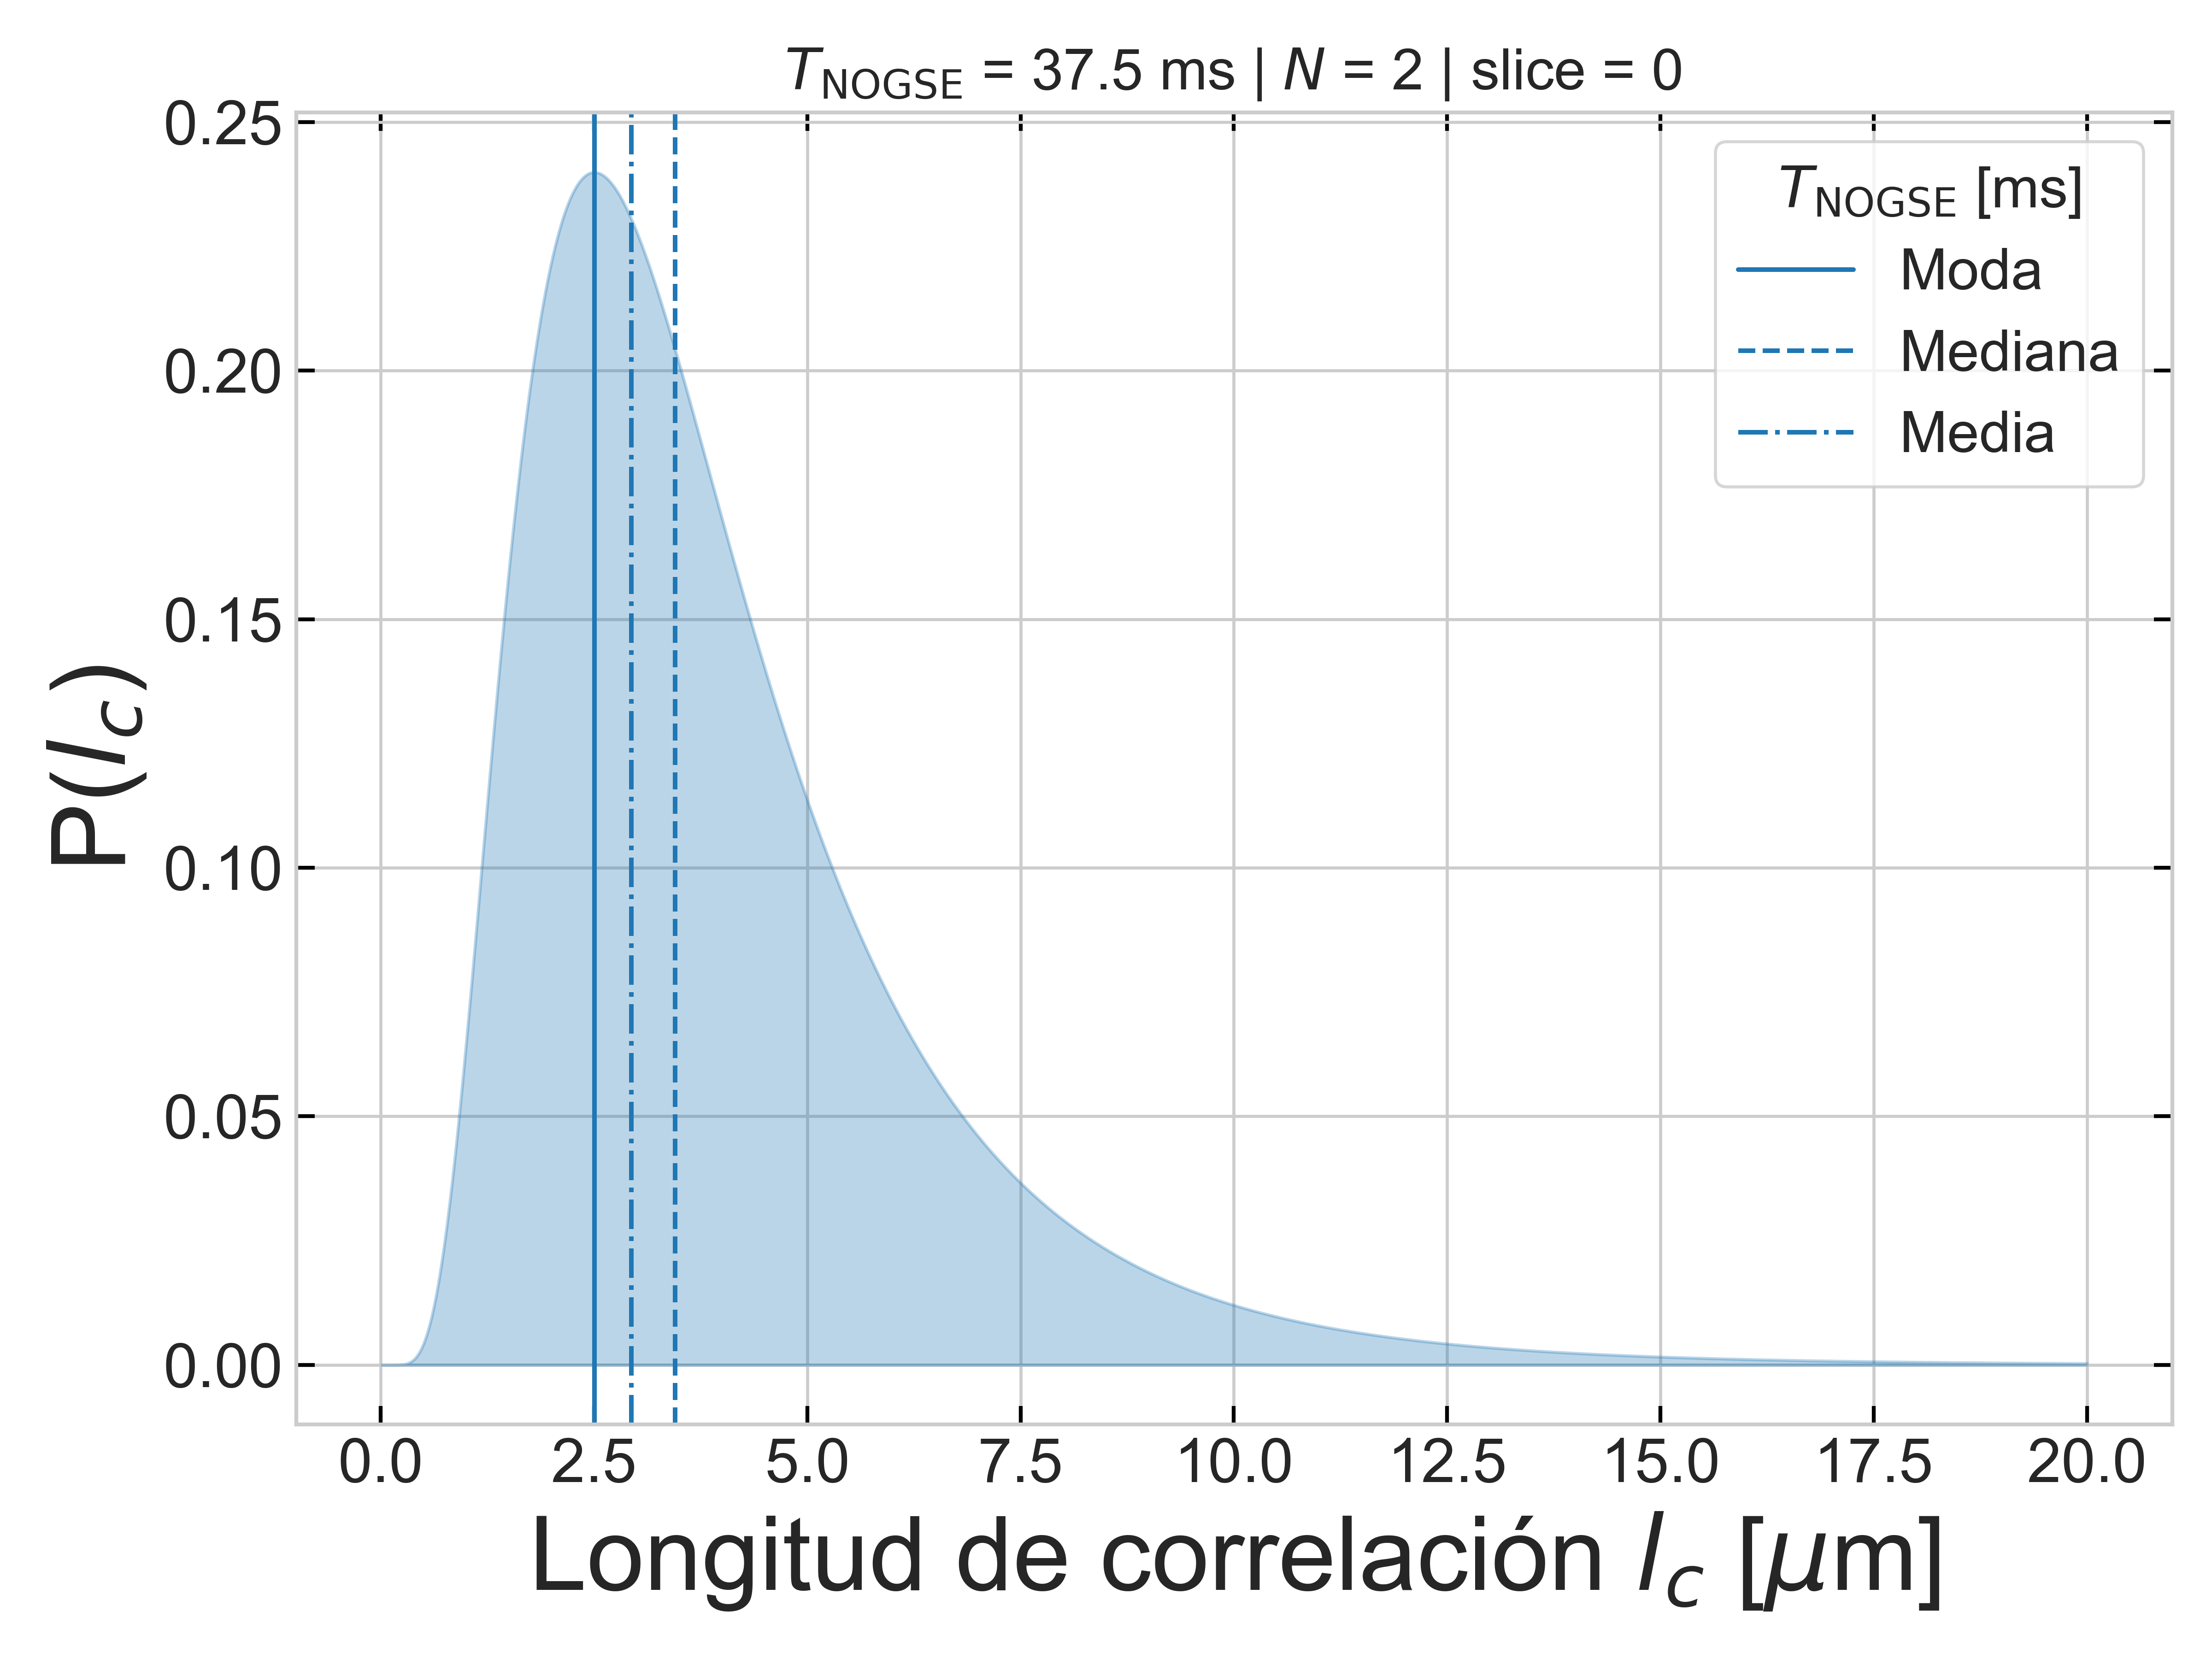 T_NOGSE = 37.5 ms | N = 2 | slice = 0
T_NOGSE [ms]
Moda
Mediana
Media
P(l_c)
0.25
0.20
0.15
0.10
0.05
0.00
0.0 2.5 5.0 7.5 10.0 12.5 15.0 17.5 20.0
Longitud de correlación l_c [μm]